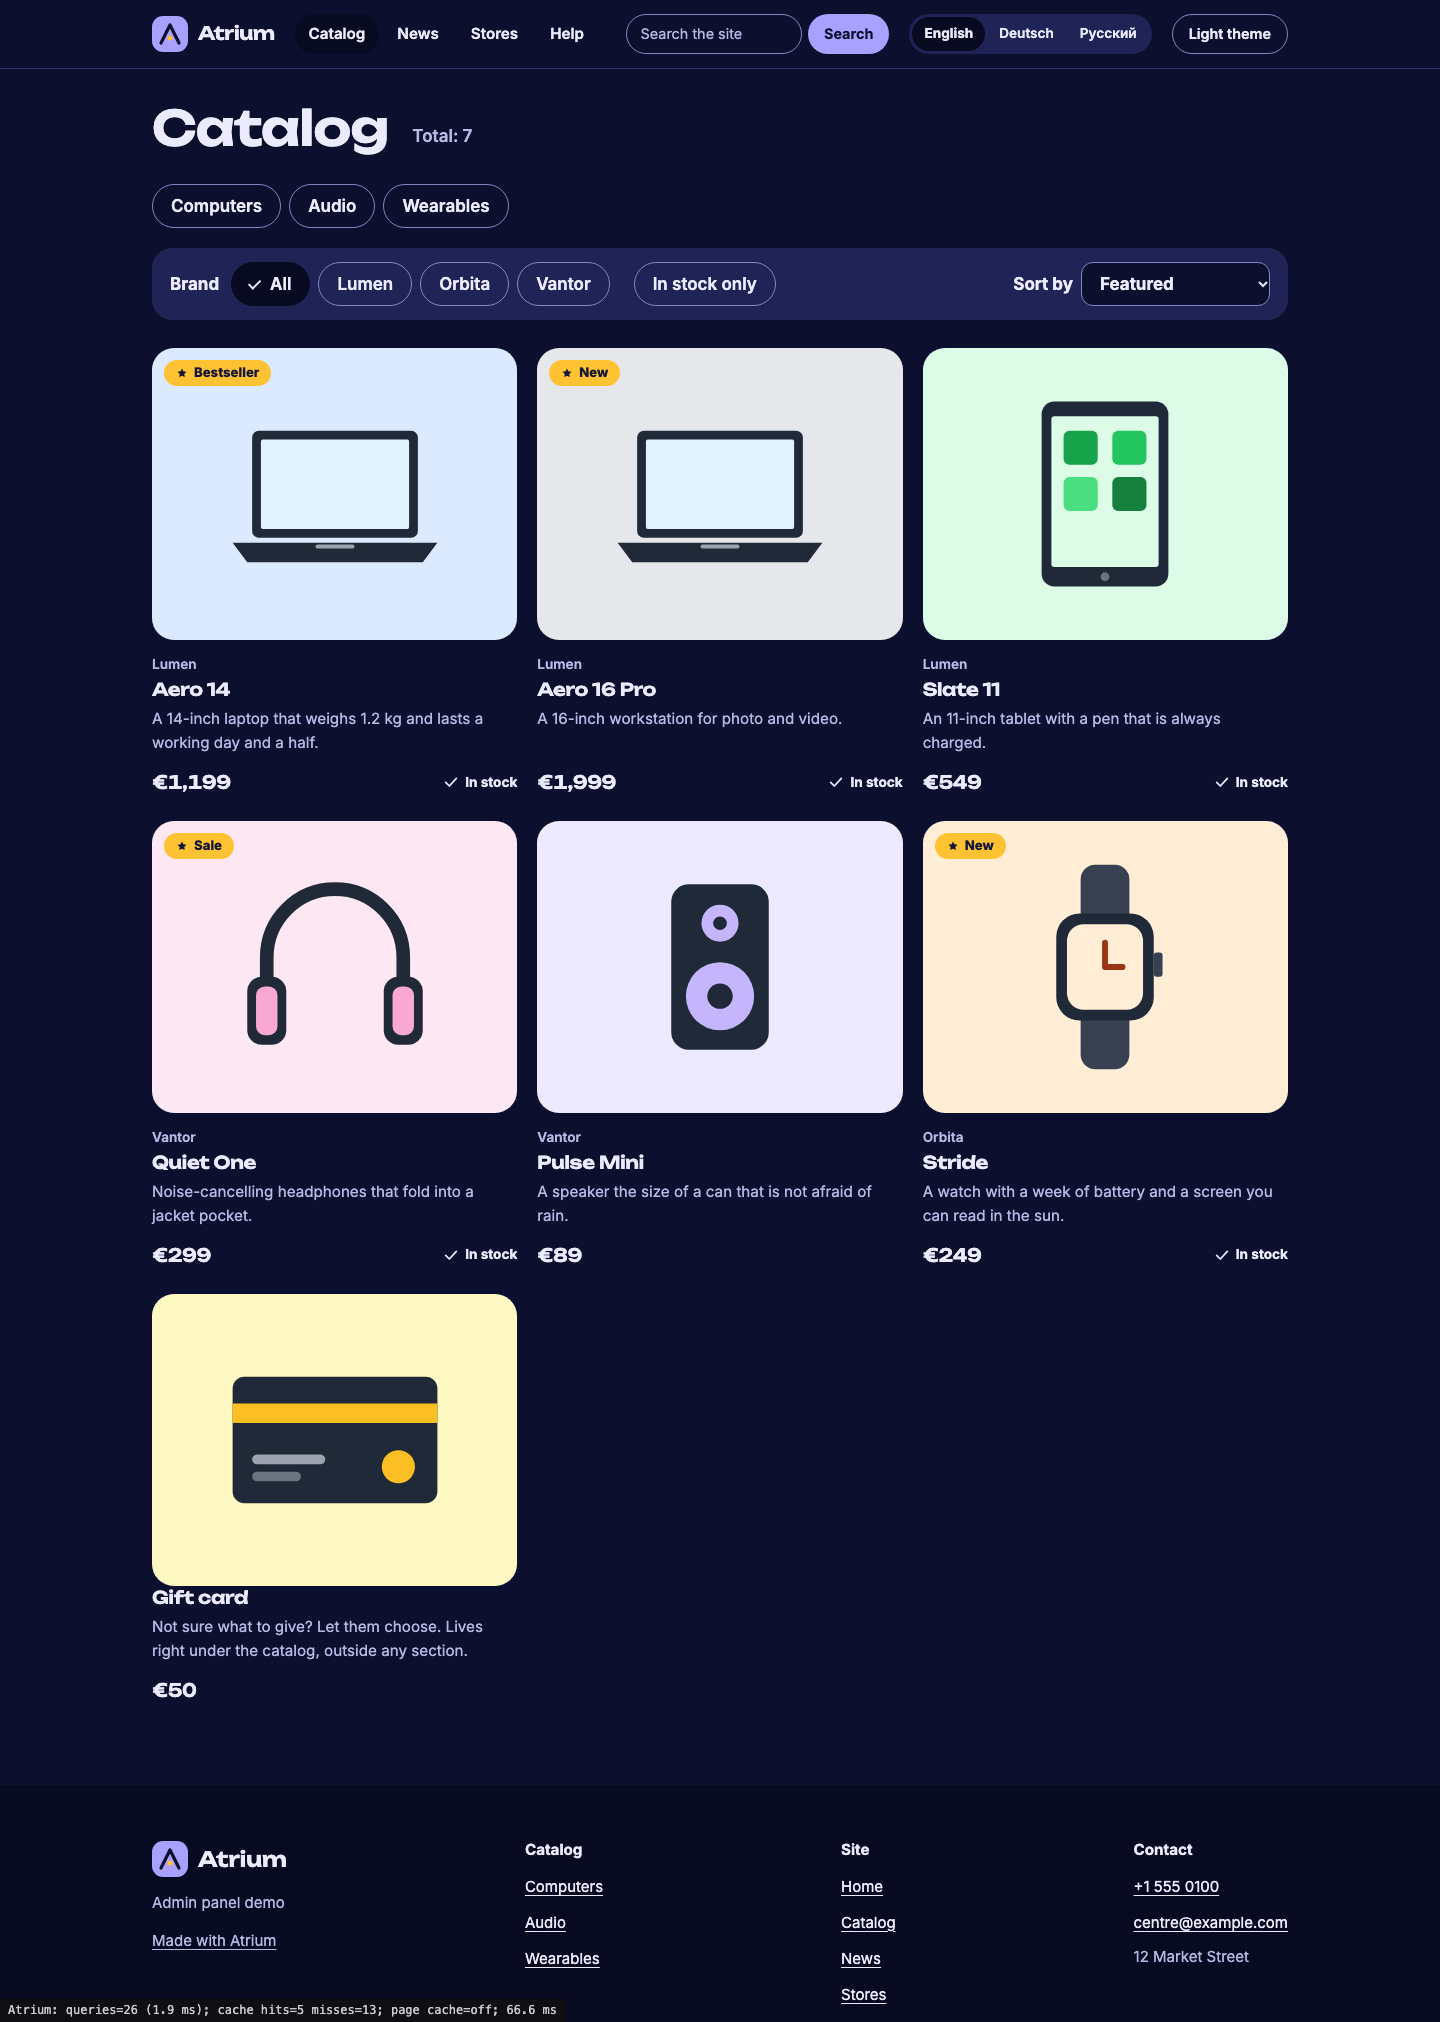 Atrium
Catalog
News
Stores
Help
Search the site
Search
English
Deutsch
Русский
Light theme
Catalog
Total: 7
Computers
Audio
Wearables
Brand
All
Lumen
Orbita
Vantor
In stock only
Sort by
Featured
Bestseller
Lumen
Aero 14
A 14-inch laptop that weighs 1.2 kg and lasts a
working day and a half.
€1,199
In stock
New
Lumen
Aero 16 Pro
A 16-inch workstation for photo and video.
€1,999
In stock
Lumen
Slate 11
An 11-inch tablet with a pen that is always
charged.
€549
In stock
Sale
Vantor
Quiet One
Noise-cancelling headphones that fold into a
jacket pocket.
€299
In stock
Vantor
Pulse Mini
A speaker the size of a can that is not afraid of
rain.
€89
New
Orbita
Stride
A watch with a week of battery and a screen you
can read in the sun.
€249
In stock
Gift card
Not sure what to give? Let them choose. Lives
right under the catalog, outside any section.
€50
Atrium
Admin panel demo
Made with Atrium
Catalog
Computers
Audio
Wearables
Site
Home
Catalog
News
Stores
Contact
+1 555 0100
centre@example.com
12 Market Street
Atrium: queries=26 (1.9 ms); cache hits=5 misses=13; page cache=off; 66.6 ms